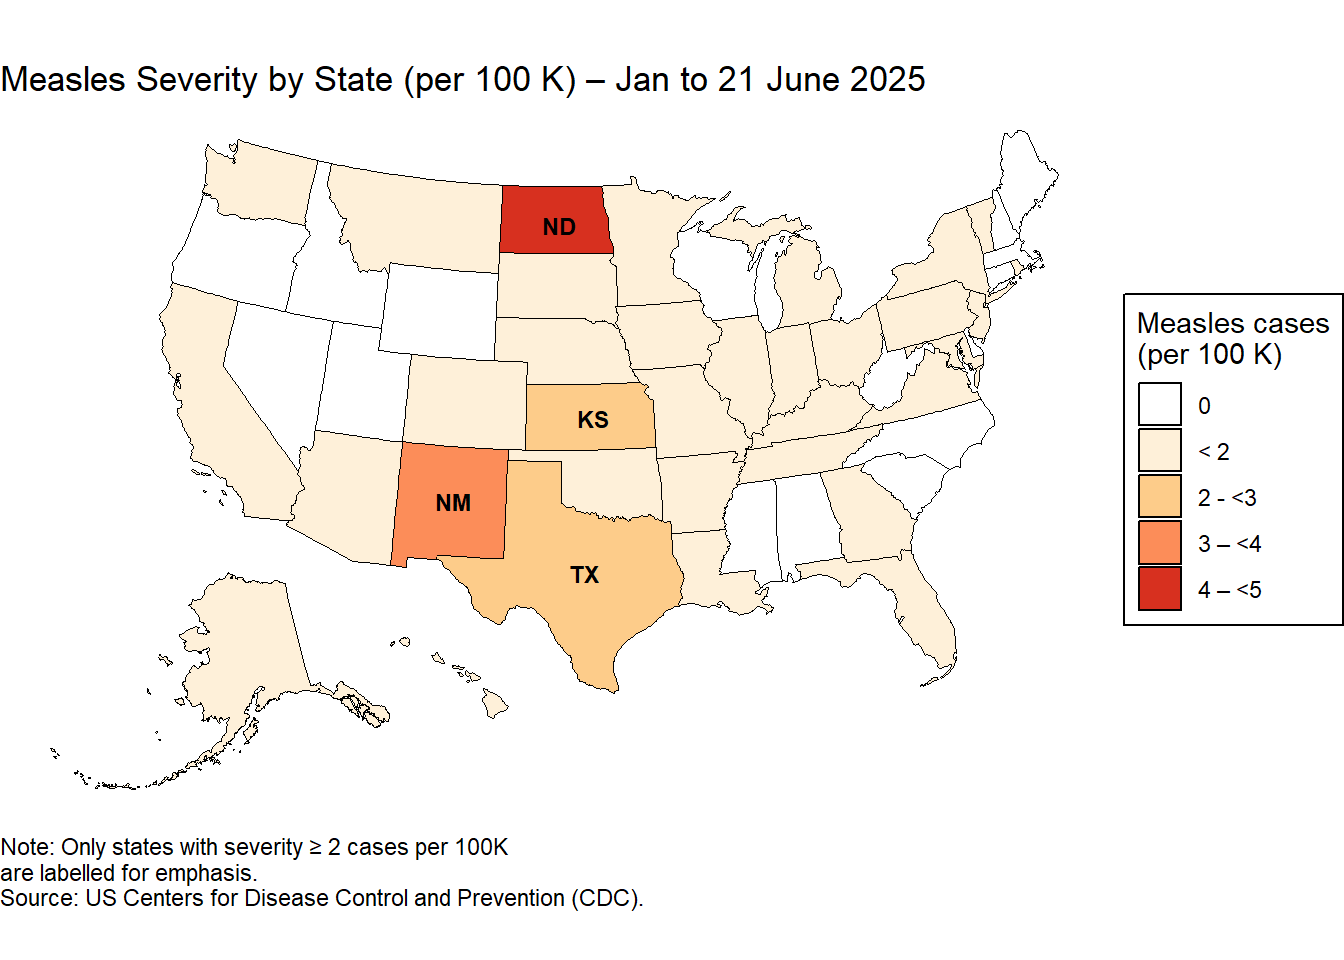 Measles Severity by State (per 100 K) – Jan to 21 June 2025
ND
KS
NM
TX
Measles cases
(per 100 K)
0
< 2
2 - <3
3 – <4
4 – <5
Note: Only states with severity ≥ 2 cases per 100K
are labelled for emphasis.
Source: US Centers for Disease Control and Prevention (CDC).